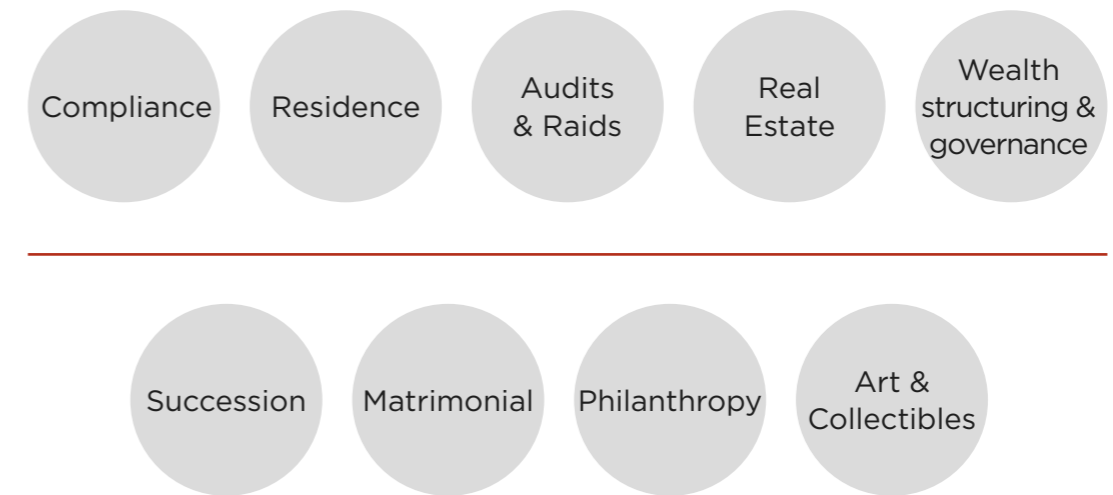 Compliance
Residence
Audits
& Raids
Real
Estate
Wealth
structuring &
governance
Succession
Matrimonial
Philanthropy
Art &
Collectibles